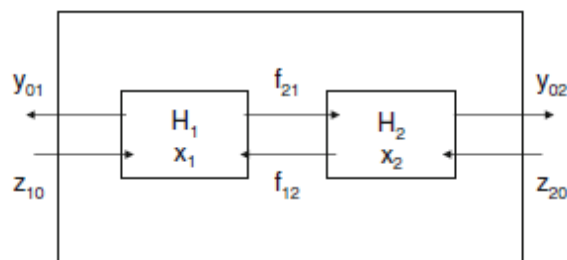 y₀₁ f₂₁ y₀₂
H₁ H₂
x₁ x₂
z₁₀ f₁₂ z₂₀